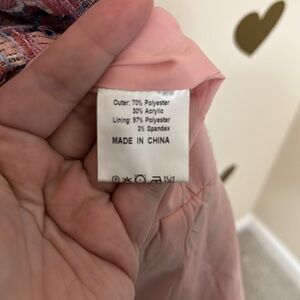 Outer: 70% Polyester
30% Acrylic
Lining: 97% Polyester
3% Spandex
MADE IN CHINA